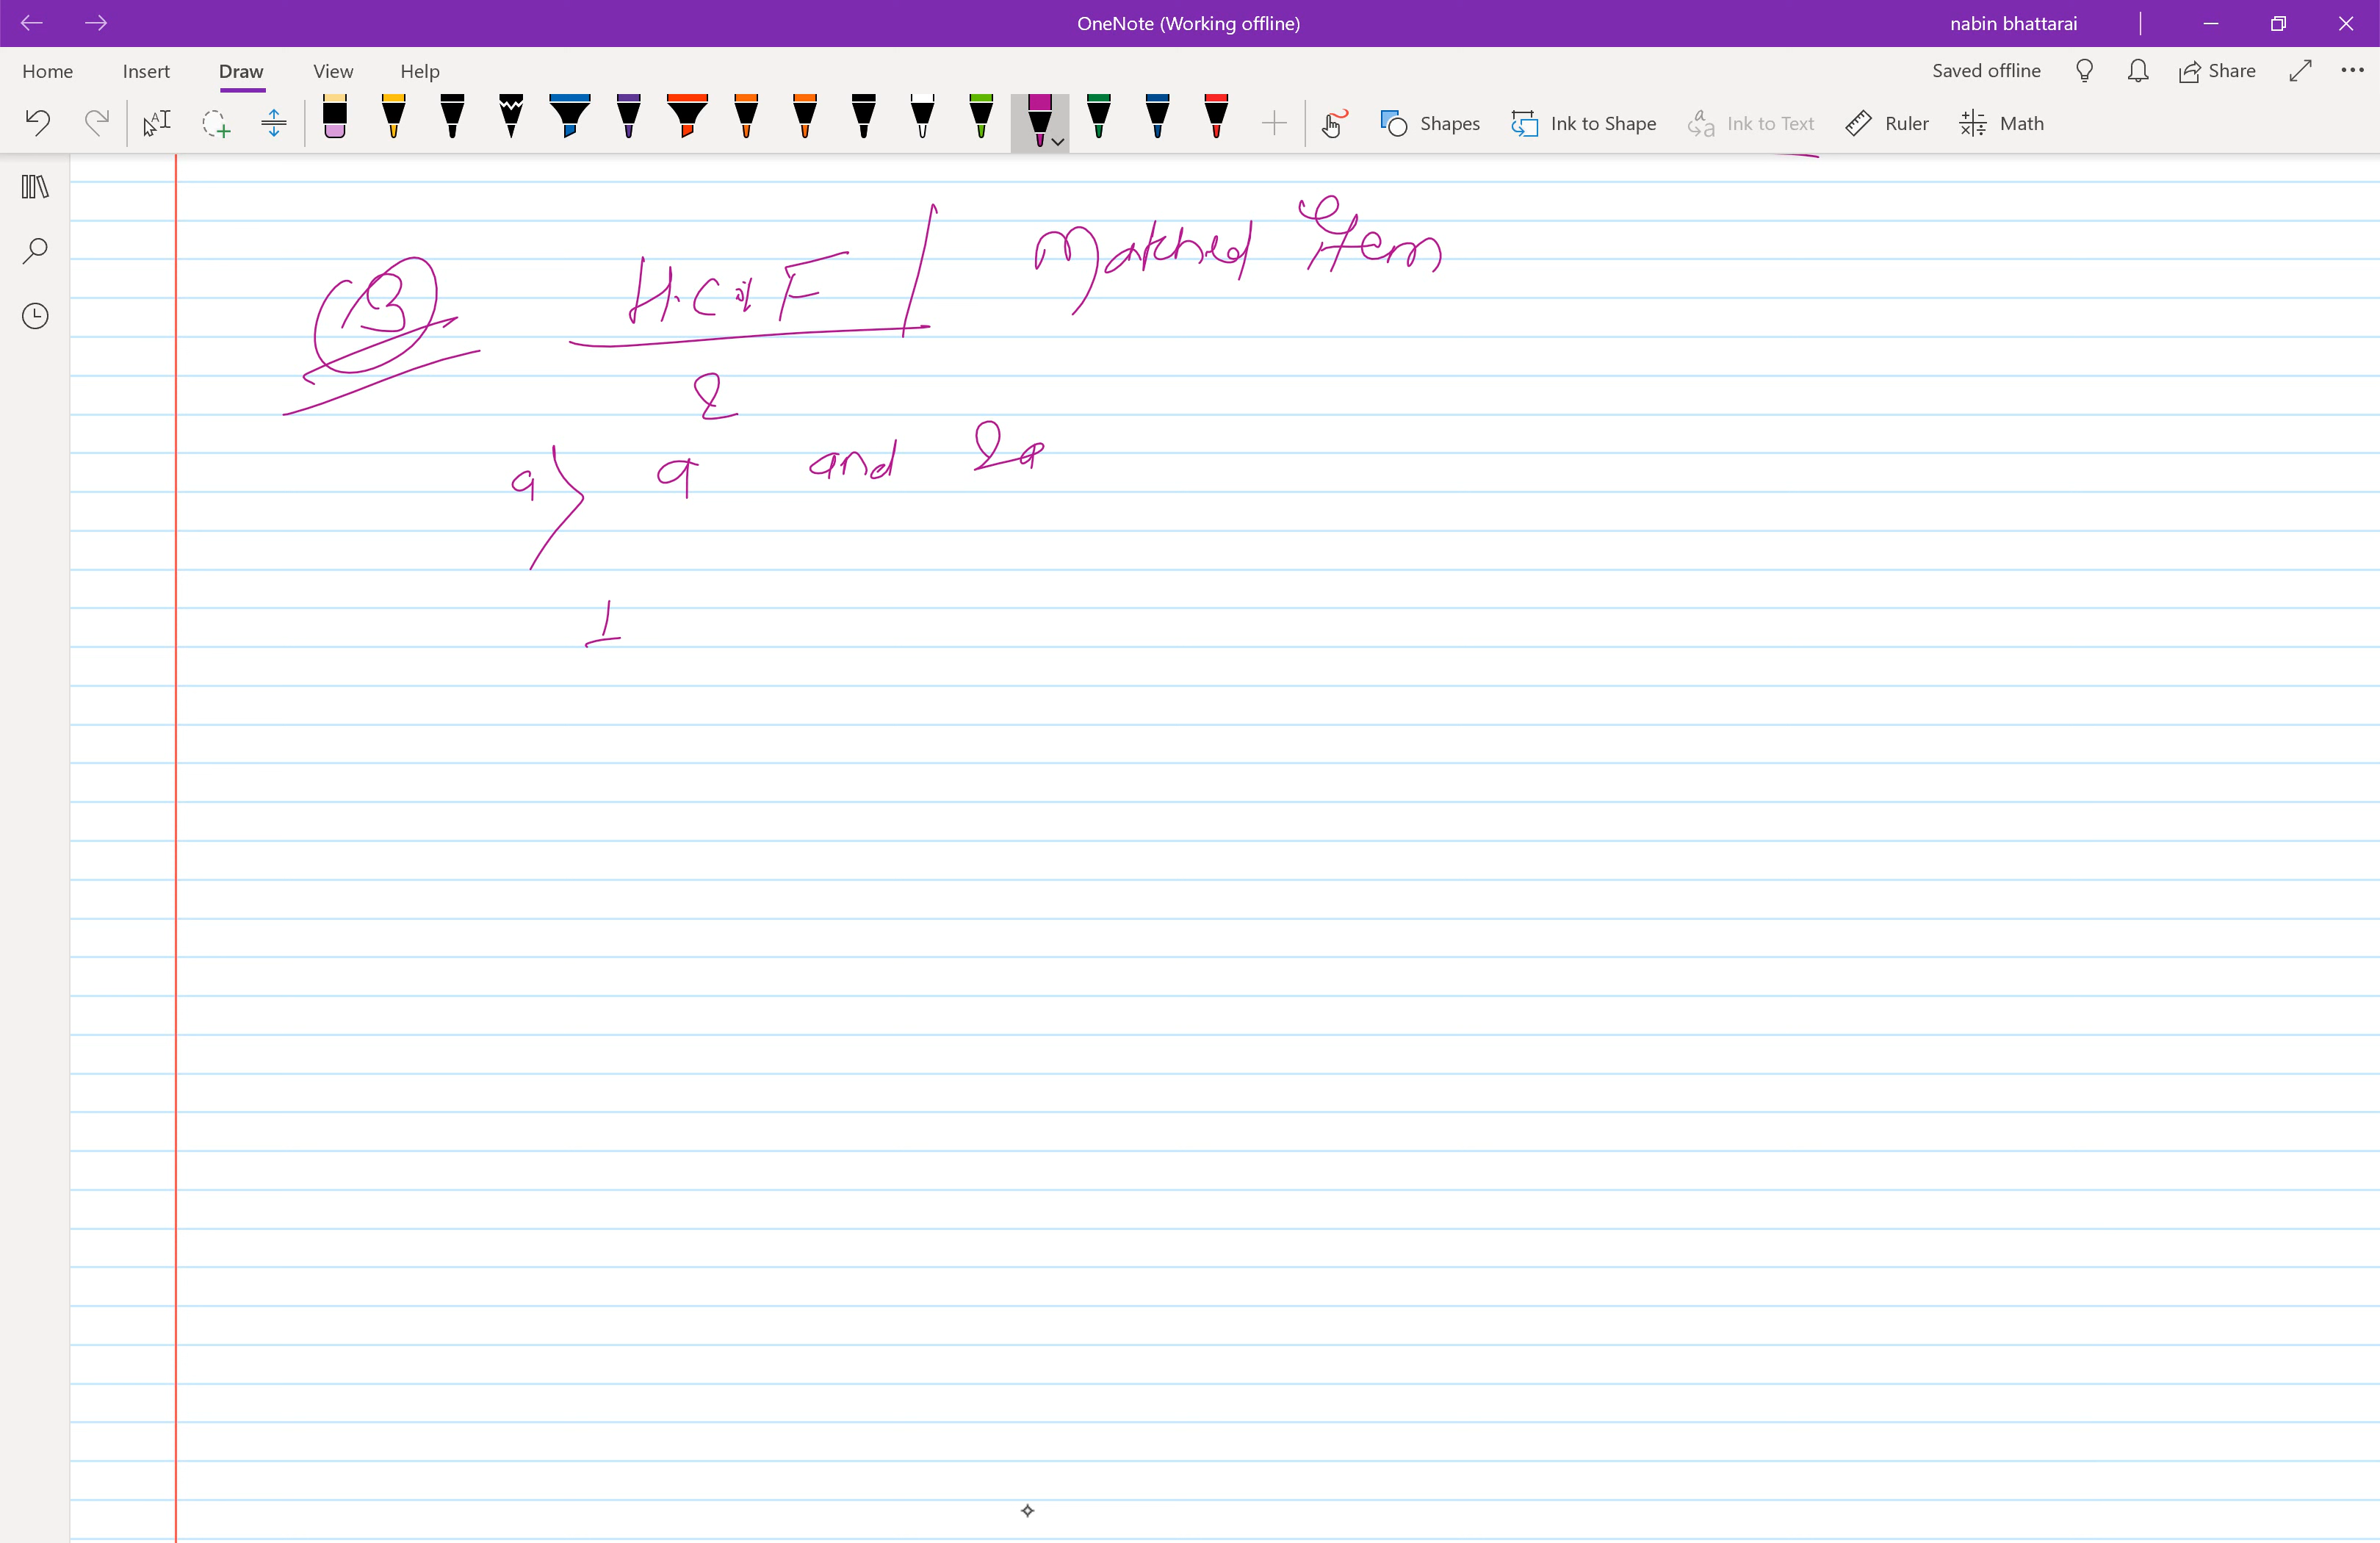 OneNote (Working offline)
nabin bhattarai
Home Insert Draw View Help
Saved offline
Share
Shapes
Ink to Shape
Ink to Text
Ruler
Math
H.C.F / Matched Item
2
a) a and 2a
1